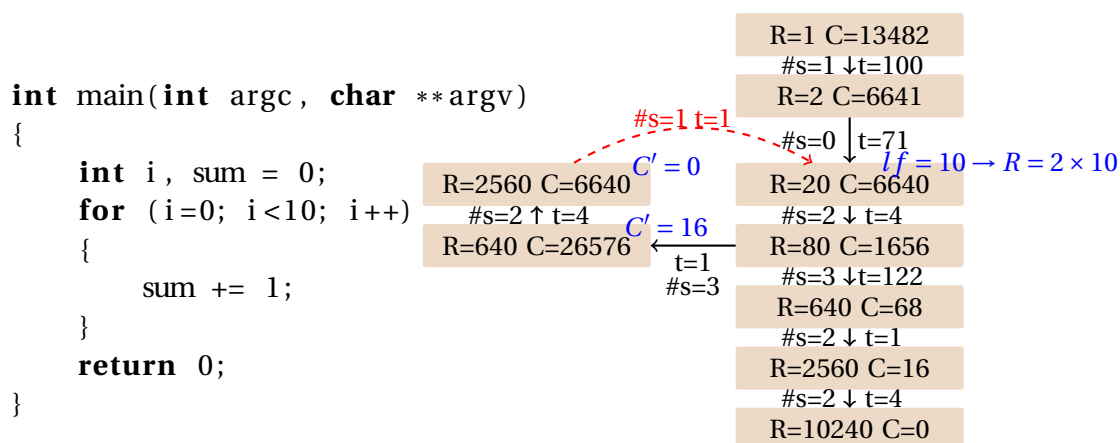 int main(int argc, char **argv)
{
int i, sum = 0;
for (i=0; i<10; i++)
{
sum += 1;
}
return 0;
}
R=1 C=13482
#s=1 ↓t=100
R=2 C=6641
#s=0 t=71
#s=1 t=1
lf = 10 → R = 2 × 10
C′ = 0
R=2560 C=6640
R=20 C=6640
#s=2 ↑ t=4
#s=2 ↓ t=4
C′ = 16
R=640 C=26576
R=80 C=1656
t=1
#s=3
#s=3 ↓t=122
R=640 C=68
#s=2 ↓ t=1
R=2560 C=16
#s=2 ↓ t=4
R=10240 C=0